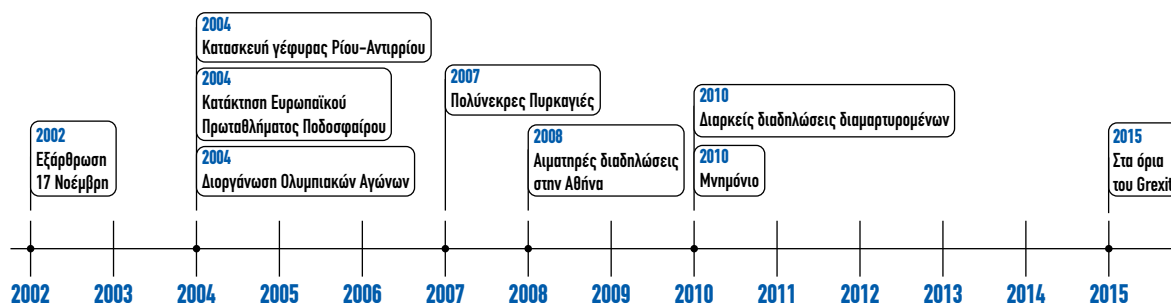 2004
Κατασκευή γέφυρας Ρίου-Αντιρρίου
2004
Κατάκτηση Ευρωπαϊκού
Πρωταθλήματος Ποδοσφαίρου
2004
Διοργάνωση Ολυμπιακών Αγώνων
2007
Πολύνεκρες Πυρκαγιές
2002
Εξάρθρωση
17 Νοέμβρη
2008
Αιματηρές διαδηλώσεις
στην Αθήνα
2010
Διαρκείς διαδηλώσεις διαμαρτυρομένων
2010
Μνημόνιο
2015
Στα όρια
του Grexit
2002 2003 2004 2005 2006 2007 2008 2009 2010 2011 2012 2013 2014 2015